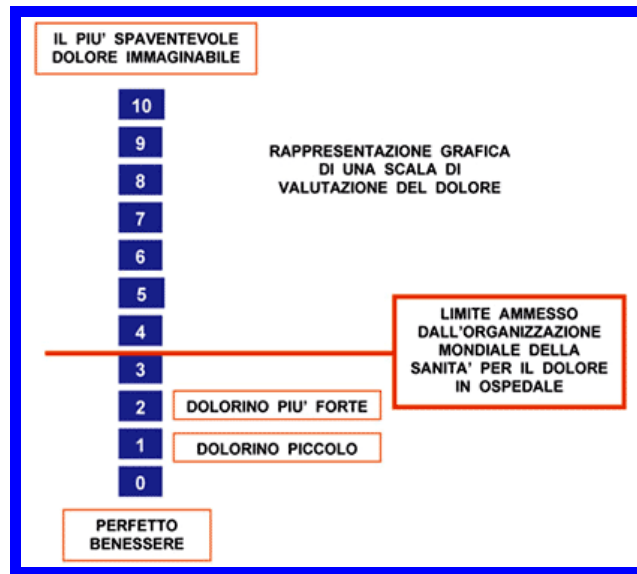 IL PIU' SPAVENTEVOLE
DOLORE IMMAGINABILE
10
9
RAPPRESENTAZIONE GRAFICA
DI UNA SCALA DI
VALUTAZIONE DEL DOLORE
8
7
6
5
4
LIMITE AMMESSO
DALL'ORGANIZZAZIONE
MONDIALE DELLA
SANITA' PER IL DOLORE
IN OSPEDALE
3
2
DOLORINO PIU' FORTE
1
DOLORINO PICCOLO
0
PERFETTO
BENESSERE